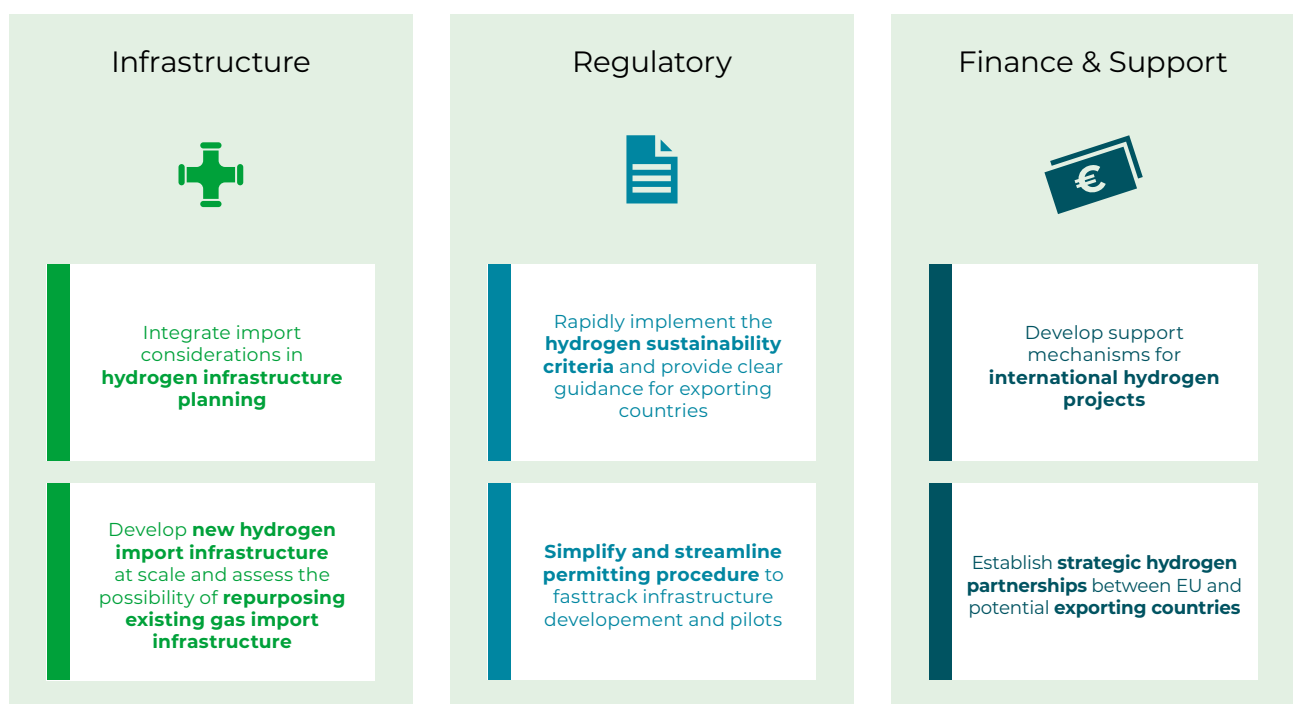 Infrastructure
Integrate import
considerations in
hydrogen infrastructure
planning
Develop new hydrogen
import infrastructure
at scale and assess the
possibility of repurposing
existing gas import
infrastructure
Regulatory
Rapidly implement the
hydrogen sustainability
criteria and provide clear
guidance for exporting
countries
Simplify and streamline
permitting procedure to
fasttrack infrastructure
developement and pilots
Finance & Support
€
Develop support
mechanisms for
international hydrogen
projects
Establish strategic hydrogen
partnerships between EU and
potential exporting countries